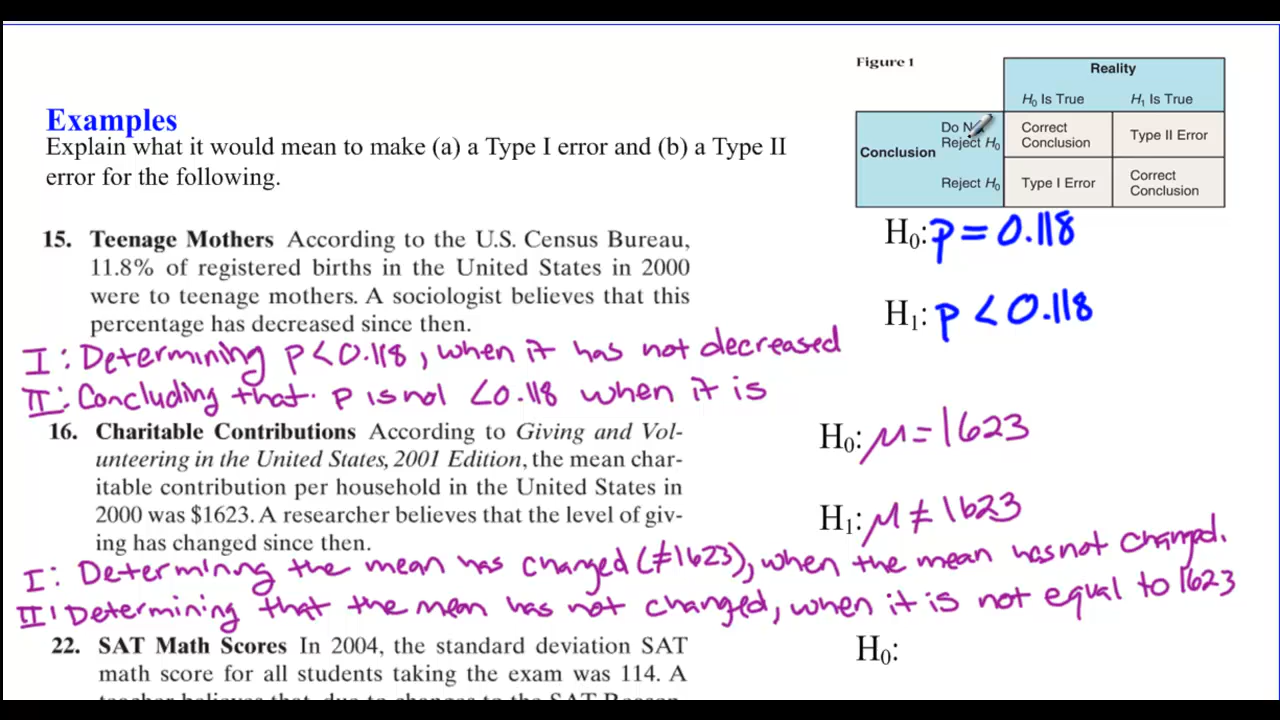 Figure 1
Reality
H0 Is True
H1 Is True
Examples
Explain what it would mean to make (a) a Type I error and (b) a Type II
error for the following.
Conclusion
Do N
Reject H0
Correct
Conclusion
Type II Error
Reject H0
Type I Error
Correct
Conclusion
15. Teenage Mothers According to the U.S. Census Bureau,
11.8% of registered births in the United States in 2000
were to teenage mothers. A sociologist believes that this
percentage has decreased since then.
H0: p = 0.118
H1: p < 0.118
I: Determining p < 0.118, when it has not decreased
II: Concluding that p is not < 0.118 when it is
16. Charitable Contributions According to Giving and Vol-
unteering in the United States, 2001 Edition, the mean char-
itable contribution per household in the United States in
2000 was $1623. A researcher believes that the level of giv-
ing has changed since then.
H0: μ = 1623
H1: μ ≠ 1623
I: Determining the mean has changed (≠1623), when the mean has not changed.
II: Determining that the mean has not changed, when it is not equal to 1623
22. SAT Math Scores In 2004, the standard deviation SAT
math score for all students taking the exam was 114. A
H0: